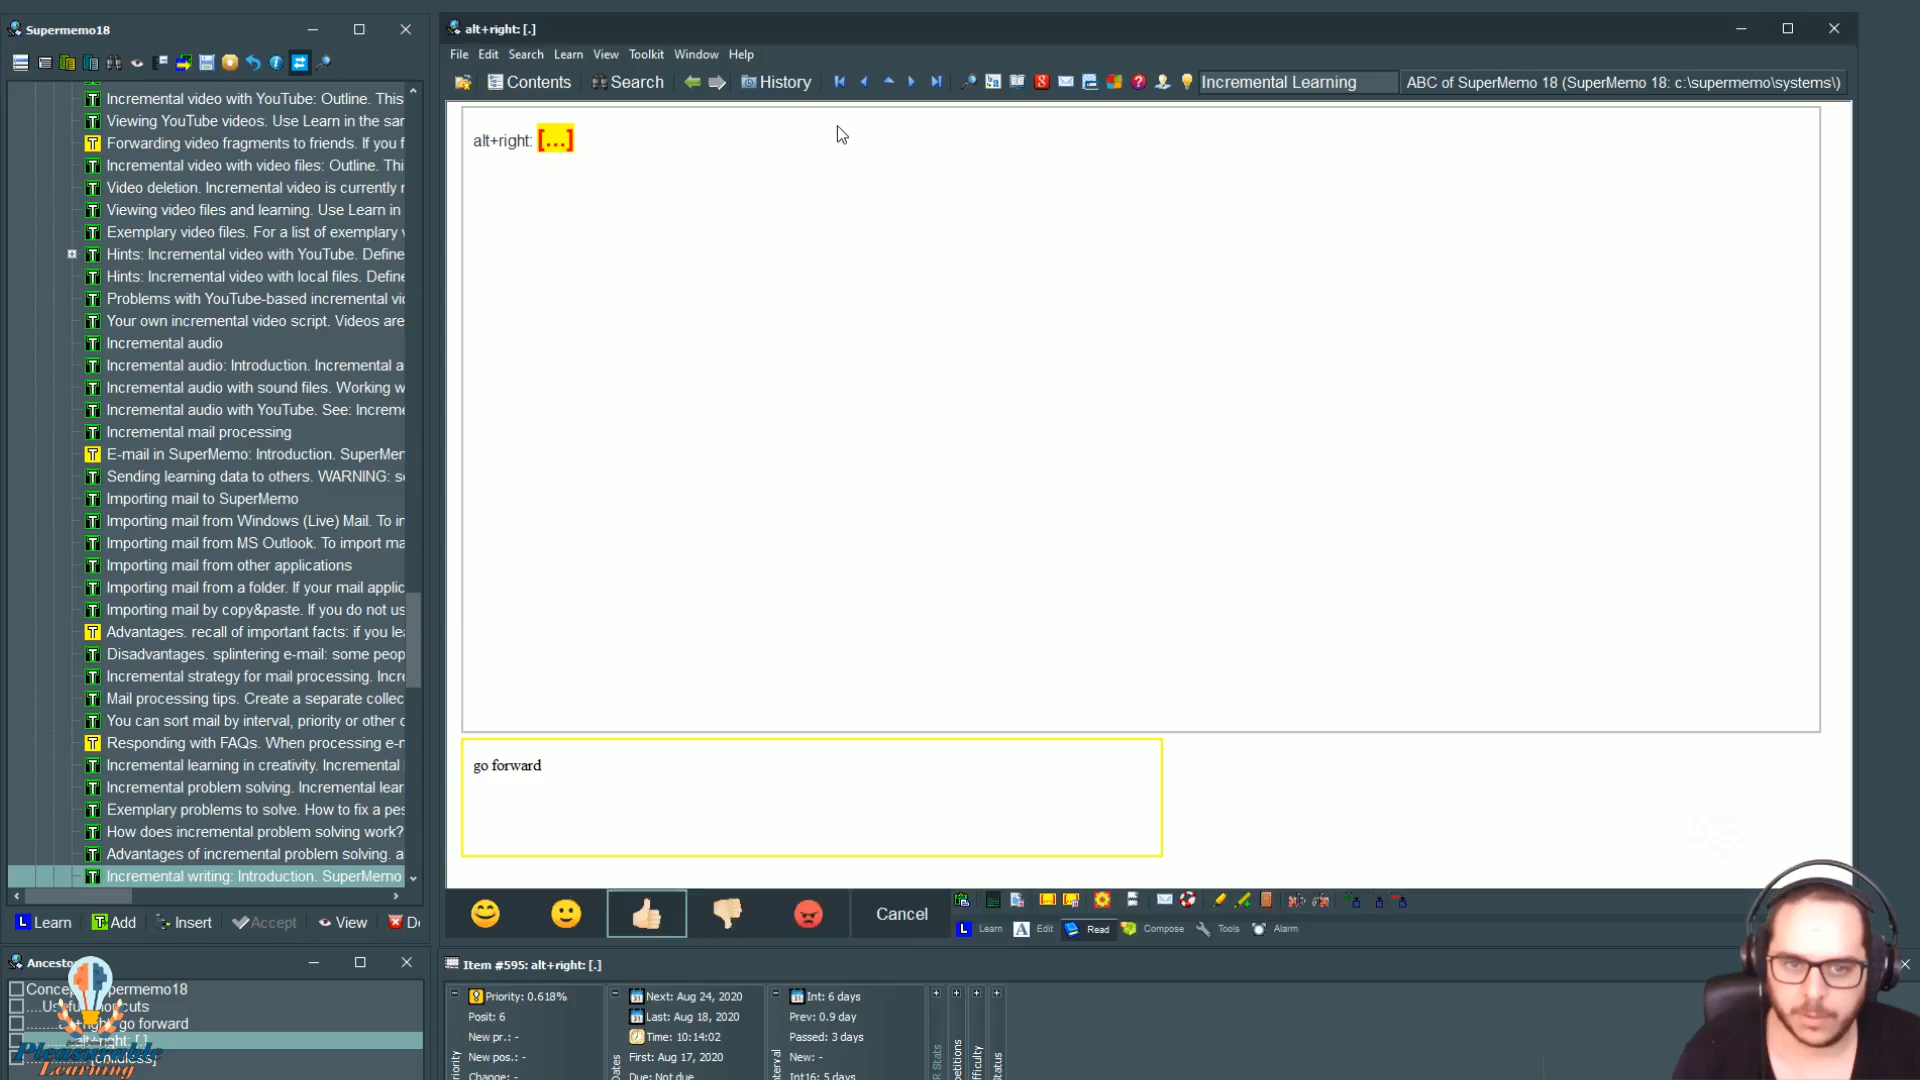 Supermemo18
Incremental video with YouTube: Outline. This
Viewing YouTube videos. Use Learn in the sar
Forwarding video fragments to friends. If you f
Incremental video with video files: Outline. Thi
Video deletion. Incremental video is currently r
Viewing video files and learning. Use Learn in
Exemplary video files. For a list of exemplary v
Hints: Incremental video with YouTube. Define
Hints: Incremental video with local files. Define
Problems with YouTube-based incremental vid
Your own incremental video script. Videos are
Incremental audio
Incremental audio: Introduction. Incremental a
Incremental audio with sound files. Working w
Incremental audio with YouTube. See: Increme
Incremental mail processing
E-mail in SuperMemo: Introduction. SuperMem
Sending learning data to others. WARNING: s
Importing mail to SuperMemo
Importing mail from Windows (Live) Mail. To in
Importing mail from MS Outlook. To import ma
Importing mail from other applications
Importing mail from a folder. If your mail applic
Importing mail by copy&paste. If you do not us
Advantages. recall of important facts: if you lea
Disadvantages. splintering e-mail: some peop
Incremental strategy for mail processing. Incre
Mail processing tips. Create a separate collec
You can sort mail by interval, priority or other c
Responding with FAQs. When processing e-n
Incremental learning in creativity. Incremental
Incremental problem solving. Incremental lear
Exemplary problems to solve. How to fix a pes
How does incremental problem solving work?
Advantages of incremental problem solving. a
Incremental writing: Introduction. SuperMemo
Learn Add Insert Accept View De
alt+right: [.]
File Edit Search Learn View Toolkit Window Help
Contents Search History Incremental Learning ABC of SuperMemo 18 (SuperMemo 18: c:\supermemo\systems\)
alt+right: [...]
go forward
Cancel
Learn Edit Read Compose Tools Alarm
Item #595: alt+right: [.]
Priority: 0.618%
Posit: 6
New pr.: -
New pos.: -
Change: -
Next: Aug 24, 2020
Last: Aug 18, 2020
Time: 10:14:02
First: Aug 17, 2020
Due: Not due
Int: 6 days
Prev: 0.9 day
Passed: 3 days
New: -
Int16: 5 days
Dates
Status
go forward
alt+right: [.]
[childless]
Pleasurable
Learning